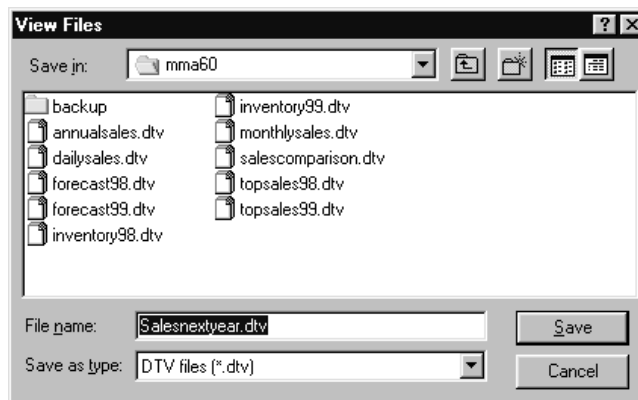 View Files
Save in: mma60
backup
annualsales.dtv
dailysales.dtv
forecast98.dtv
forecast99.dtv
inventory98.dtv
inventory99.dtv
monthlysales.dtv
salescomparison.dtv
topsales98.dtv
topsales99.dtv
File name: Salesnextyear.dtv
Save
Save as type: DTV files (*.dtv)
Cancel